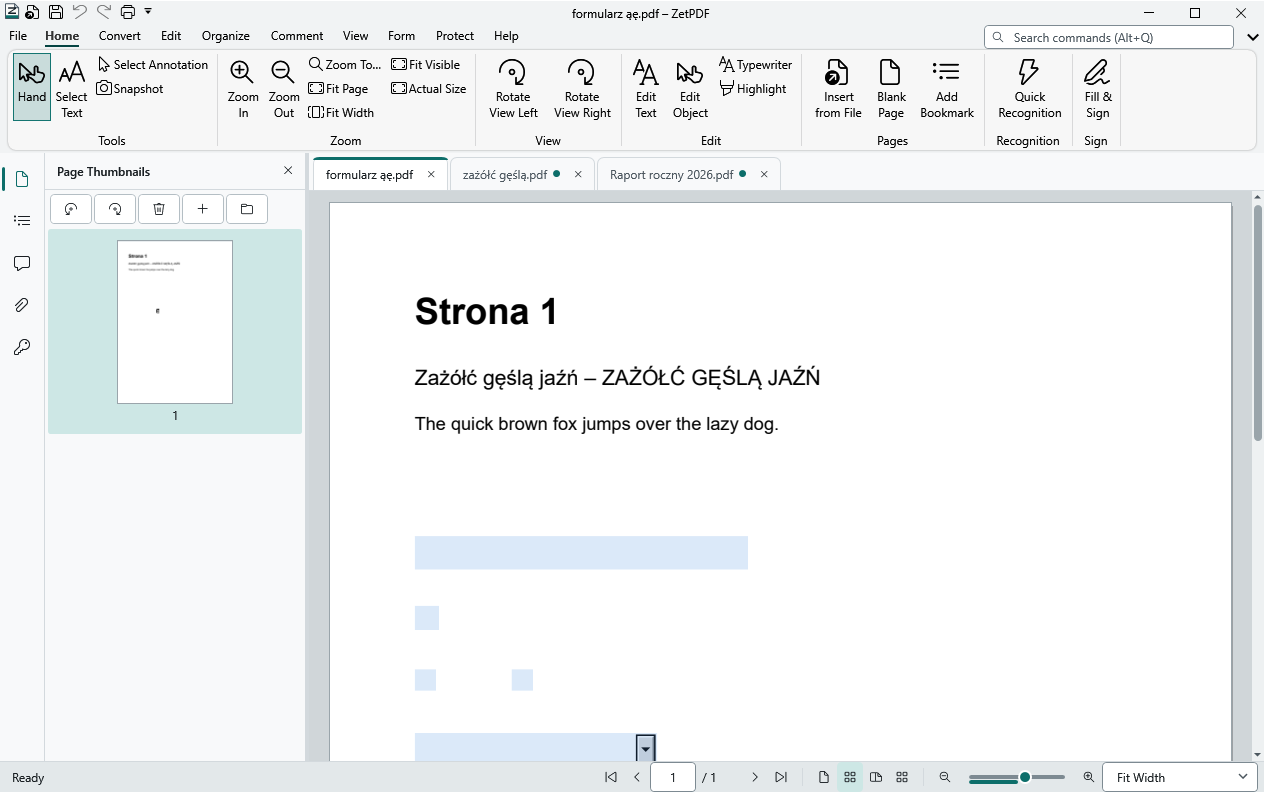 formularz ąę.pdf – ZetPDF
File Home Convert Edit Organize Comment View Form Protect Help
Search commands (Alt+Q)
Hand
Select Text
Select Annotation
Snapshot
Tools
Zoom In
Zoom Out
Zoom To...
Fit Page
Fit Width
Fit Visible
Actual Size
Zoom
Rotate View Left
Rotate View Right
View
Edit Text
Edit Object
Typewriter
Highlight
Edit
Insert from File
Blank Page
Add Bookmark
Pages
Quick Recognition
Recognition
Fill & Sign
Sign
Page Thumbnails
formularz ąę.pdf
zażółć gęślą.pdf
Raport roczny 2026.pdf
Strona 1
1
Strona 1
Zażółć gęślą jaźń – ZAŻÓŁĆ GĘŚLĄ JAŹŃ
The quick brown fox jumps over the lazy dog.
Ready
1 / 1
Fit Width